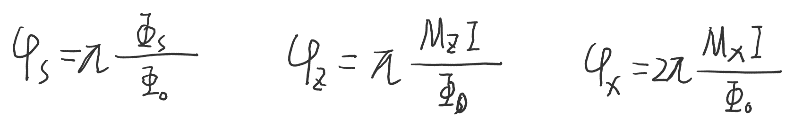 φ_s = π Φ_s / Φ_0    φ_z = π M_z I / Φ_0    φ_x = 2π M_x I / Φ_0